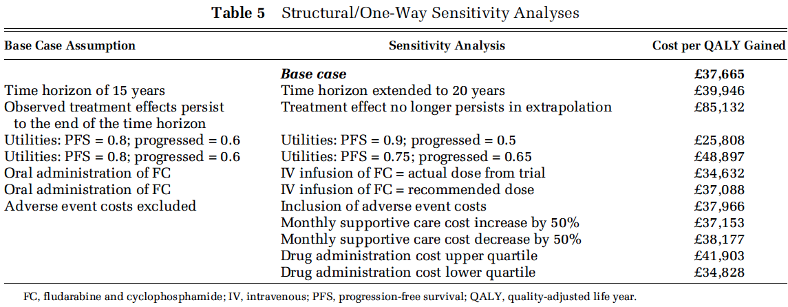 Table 5 Structural/One-Way Sensitivity Analyses
Base Case Assumption Sensitivity Analysis Cost per QALY Gained
Base case £37,665
Time horizon of 15 years Time horizon extended to 20 years £39,946
Observed treatment effects persist Treatment effect no longer persists in extrapolation £85,132
to the end of the time horizon
Utilities: PFS = 0.8; progressed = 0.6 Utilities: PFS = 0.9; progressed = 0.5 £25,808
Utilities: PFS = 0.8; progressed = 0.6 Utilities: PFS = 0.75; progressed = 0.65 £48,897
Oral administration of FC IV infusion of FC = actual dose from trial £34,632
Oral administration of FC IV infusion of FC = recommended dose £37,088
Adverse event costs excluded Inclusion of adverse event costs £37,966
Monthly supportive care cost increase by 50% £37,153
Monthly supportive care cost decrease by 50% £38,177
Drug administration cost upper quartile £41,903
Drug administration cost lower quartile £34,828
FC, fludarabine and cyclophosphamide; IV, intravenous; PFS, progression-free survival; QALY, quality-adjusted life year.